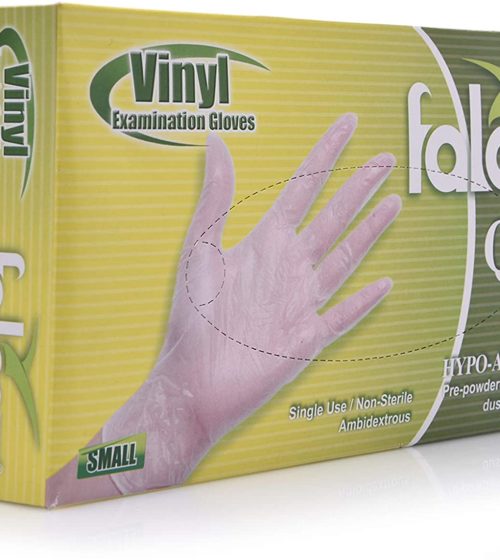 Vinyl
Examination Gloves
Vinyl
HYPO-A
Pre-powder
dus
Single Use / Non-Sterile
Ambidextrous
SMALL